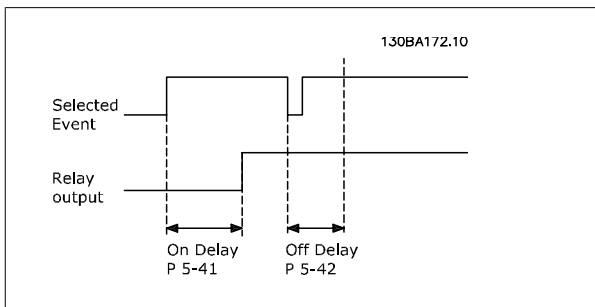 130BA172.10
Selected
Event
Relay
output
On Delay
P 5-41
Off Delay
P 5-42